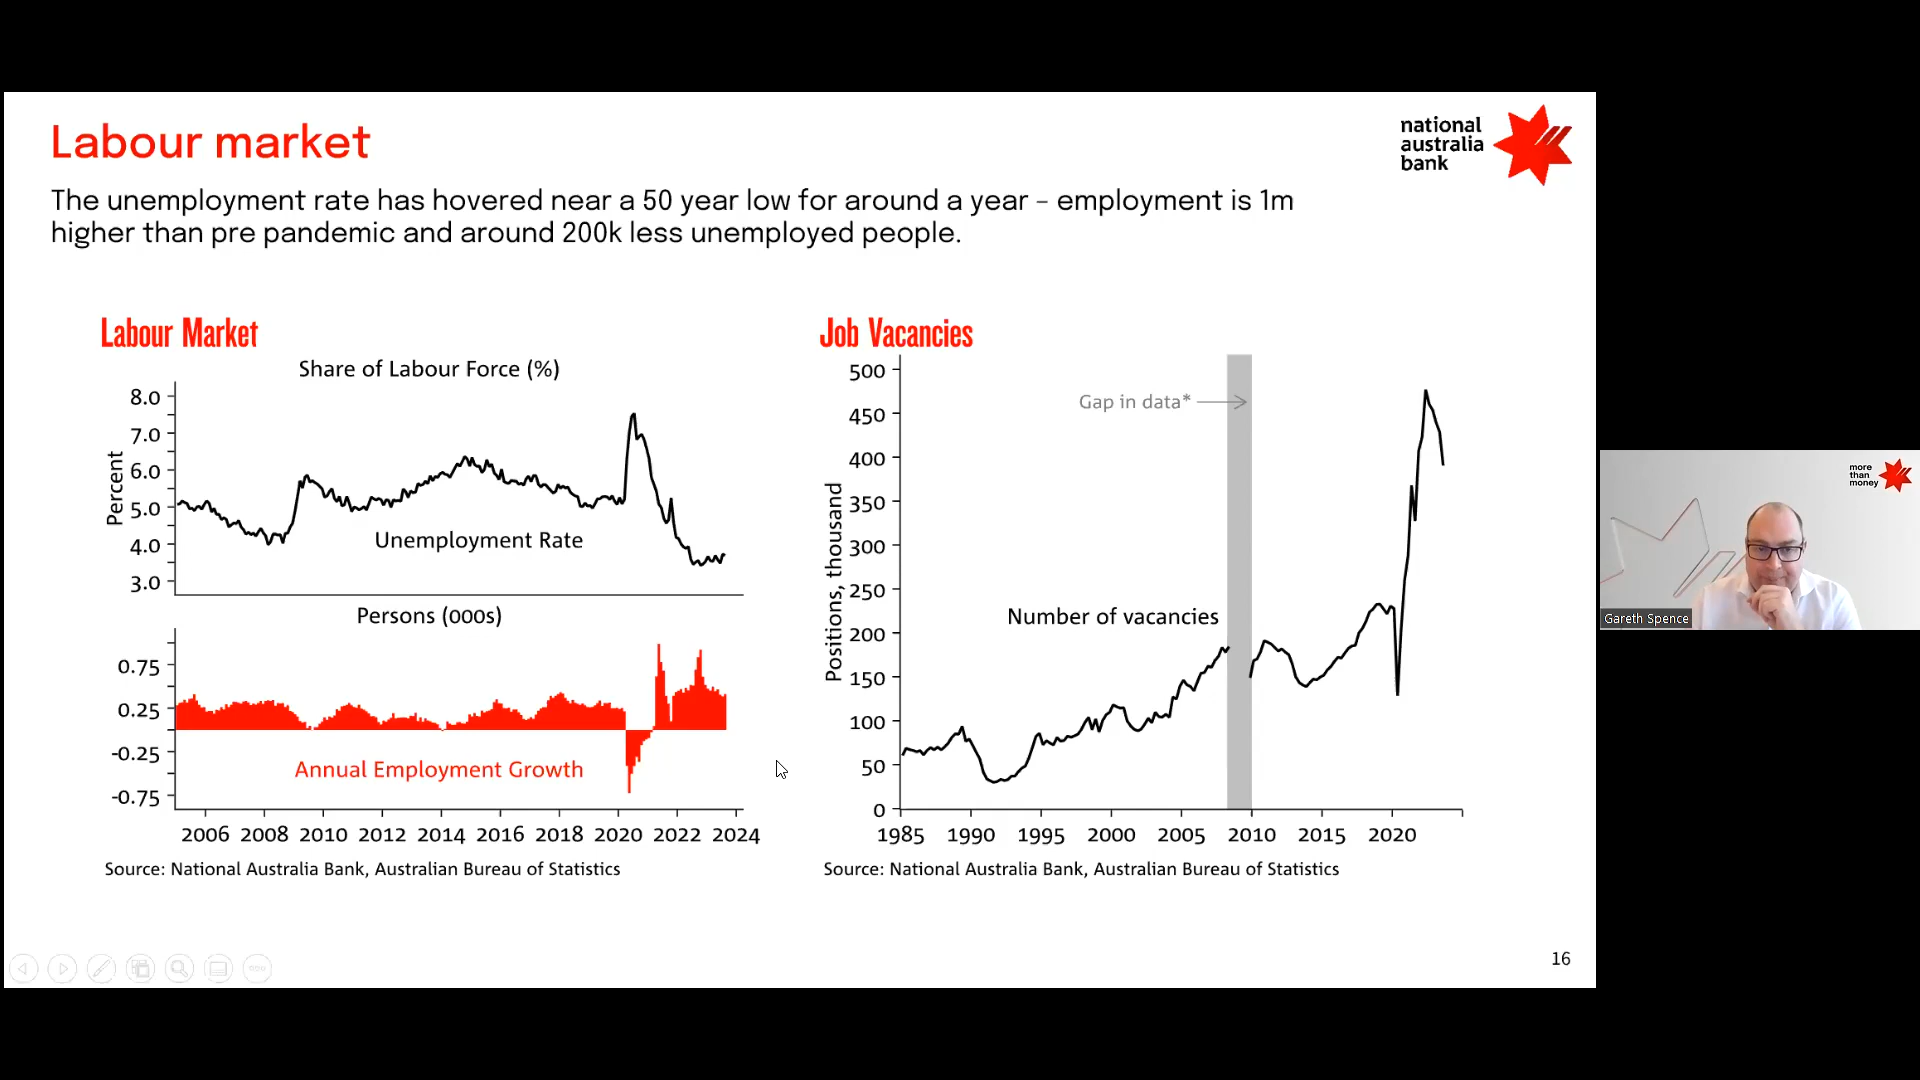 Labour market
national
australia
bank
The unemployment rate has hovered near a 50 year low for around a year – employment is 1m
higher than pre pandemic and around 200k less unemployed people.
Labour Market
Share of Labour Force (%)
Percent
8.0
7.0
6.0
5.0
4.0
3.0
Unemployment Rate
Persons (000s)
0.75
0.25
-0.25
-0.75
Annual Employment Growth
2006 2008 2010 2012 2014 2016 2018 2020 2022 2024
Source: National Australia Bank, Australian Bureau of Statistics
Job Vacancies
Positions, thousand
500
450
400
350
300
250
200
150
100
50
0
Gap in data*
Number of vacancies
1985 1990 1995 2000 2005 2010 2015 2020
Source: National Australia Bank, Australian Bureau of Statistics
16
more
than
money
Gareth Spence